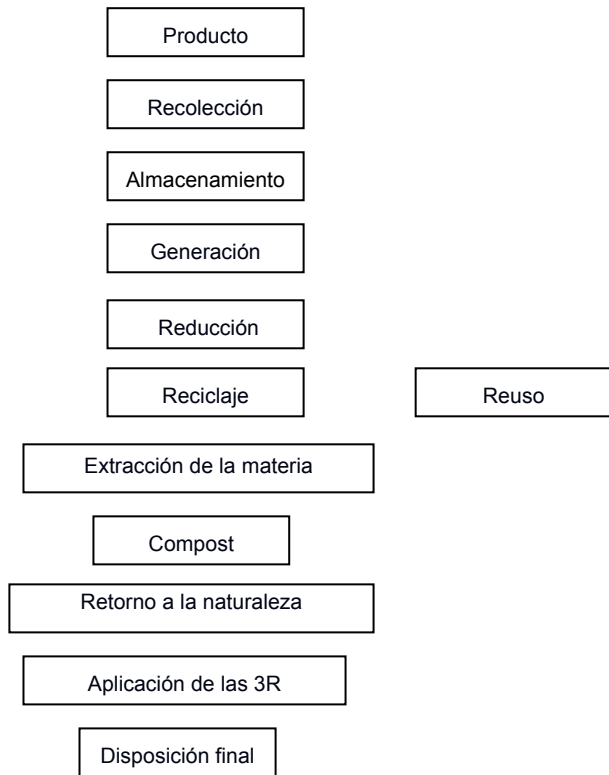 Producto
Recolección
Almacenamiento
Generación
Reducción
Reciclaje
Reuso
Extracción de la materia
Compost
Retorno a la naturaleza
Aplicación de las 3R
Disposición final